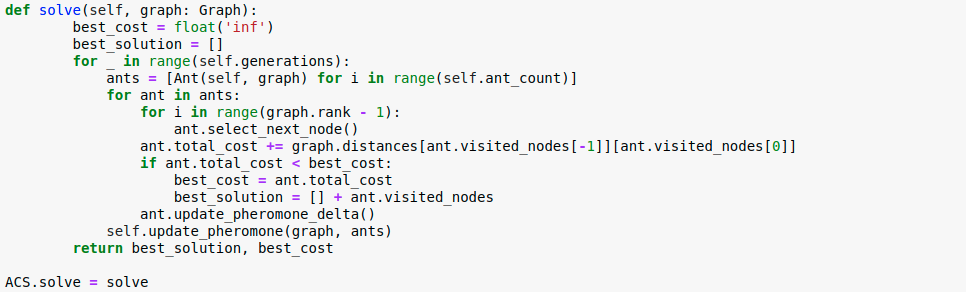 def solve(self, graph: Graph):
        best_cost = float('inf')
        best_solution = []
        for _ in range(self.generations):
            ants = [Ant(self, graph) for i in range(self.ant_count)]
            for ant in ants:
                for i in range(graph.rank - 1):
                    ant.select_next_node()
                ant.total_cost += graph.distances[ant.visited_nodes[-1]][ant.visited_nodes[0]]
                if ant.total_cost < best_cost:
                    best_cost = ant.total_cost
                    best_solution = [] + ant.visited_nodes
                ant.update_pheromone_delta()
            self.update_pheromone(graph, ants)
        return best_solution, best_cost

ACS.solve = solve